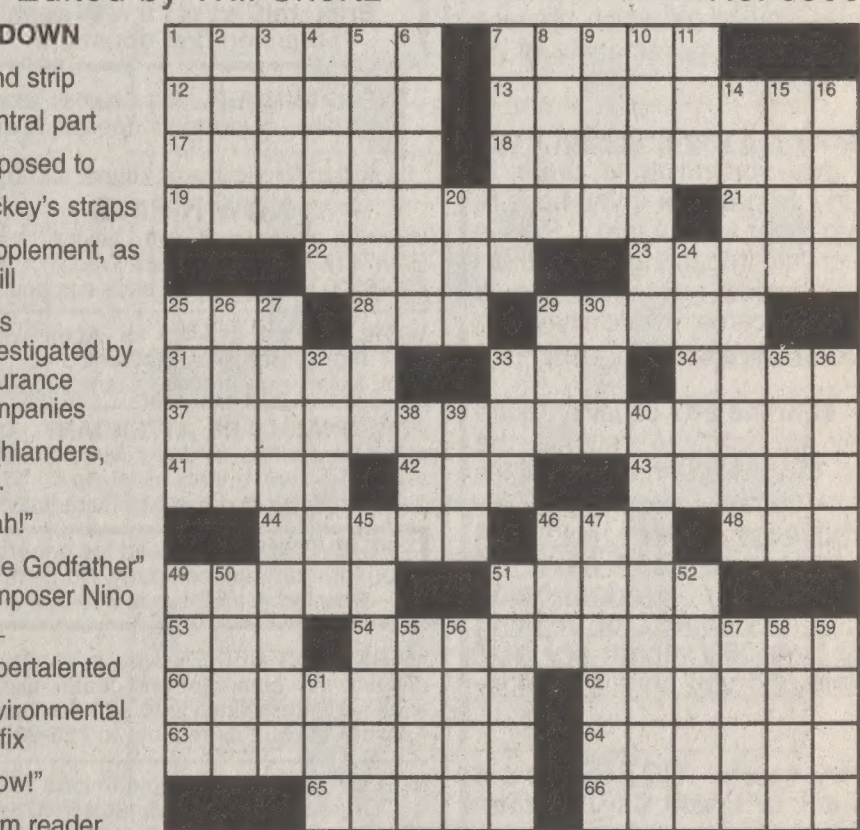 Edited by Will Shortz
DOWN
nd strip
ntral part
posed to
ckey's straps
pplement, as
ill
s
estigated by
urance
mpanies
hlanders,
ah!"
e Godfather"
mposer Nino
pertalented
vironmental
fix
ow!"
m reader
1 2 3 4 5 6 7 8 9 10 11
12 13 14 15 16
17 18
19 20 21
22 23 24
25 26 27 28 29 30
31 32 33 34 35 36
37 38 39 40
41 42 43
44 45 46 47 48
49 50 51 52
53 54 55 56 57 58 59
60 61 62
63 64
65 66